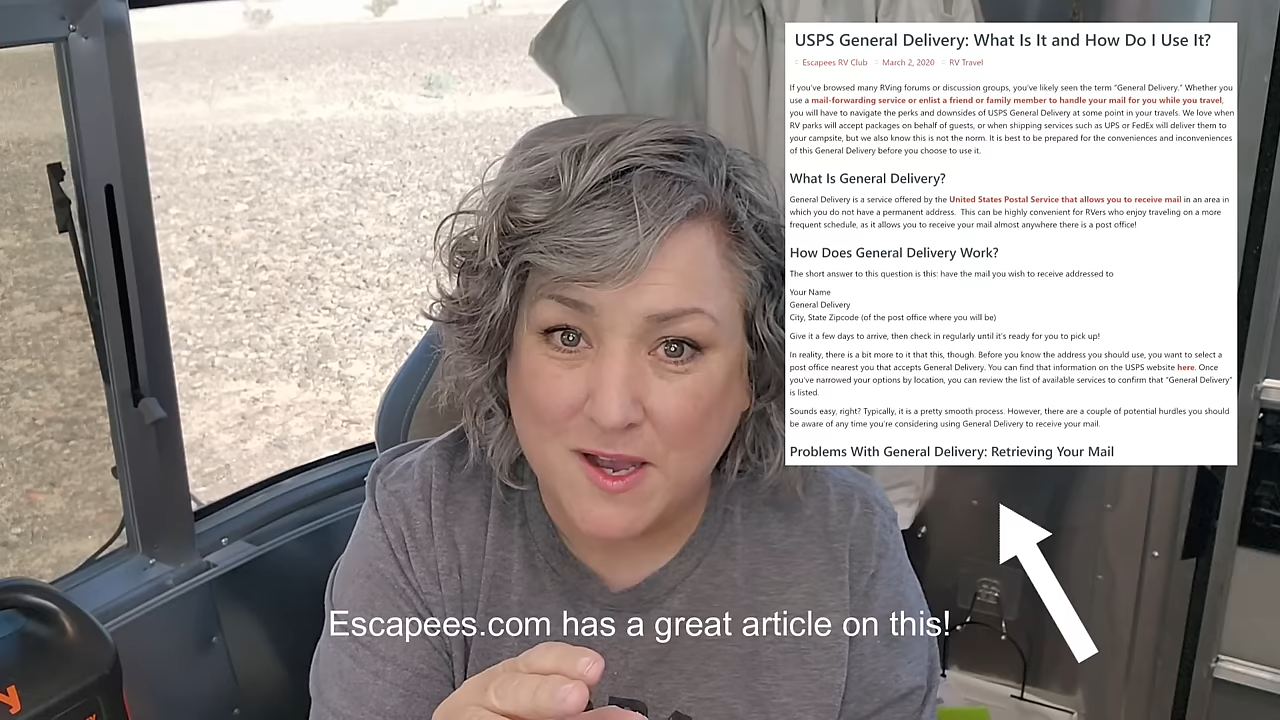 USPS General Delivery: What Is It and How Do I Use It?
Escapees RV Club March 2, 2020 RV Travel
If you've browsed many RVing forums or discussion groups, you've likely seen the term "General Delivery." Whether you
use a mail-forwarding service or enlist a friend or family member to handle your mail for you while you travel,
you will have to navigate the perks and downsides of USPS General Delivery at some point in your travels. We love when
RV parks will accept packages on behalf of guests, or when shipping services such as UPS or FedEx will deliver them to
your campsite, but we also know this is not the norm. It is best to be prepared for the conveniences and inconveniences
of this General Delivery before you choose to use it.
What Is General Delivery?
General Delivery is a service offered by the United States Postal Service that allows you to receive mail in an area in
which you do not have a permanent address. This can be highly convenient for RVers who enjoy traveling on a more
frequent schedule, as it allows you to receive your mail almost anywhere there is a post office!
How Does General Delivery Work?
The short answer to this question is this: have the mail you wish to receive addressed to
Your Name
General Delivery
City, State Zipcode (of the post office where you will be)
Give it a few days to arrive, then check in regularly until it's ready for you to pick up!
In reality, there is a bit more to it that this, though. Before you know the address you should use, you want to select a
post office nearest you that accepts General Delivery. You can find that information on the USPS website here. Once
you've narrowed your options by location, you can review the list of available services to confirm that "General Delivery"
is listed.
Sounds easy, right? Typically, it is a pretty smooth process. However, there are a couple of potential hurdles you should
be aware of any time you're considering using General Delivery to receive your mail.
Problems With General Delivery: Retrieving Your Mail
Escapees.com has a great article on this!